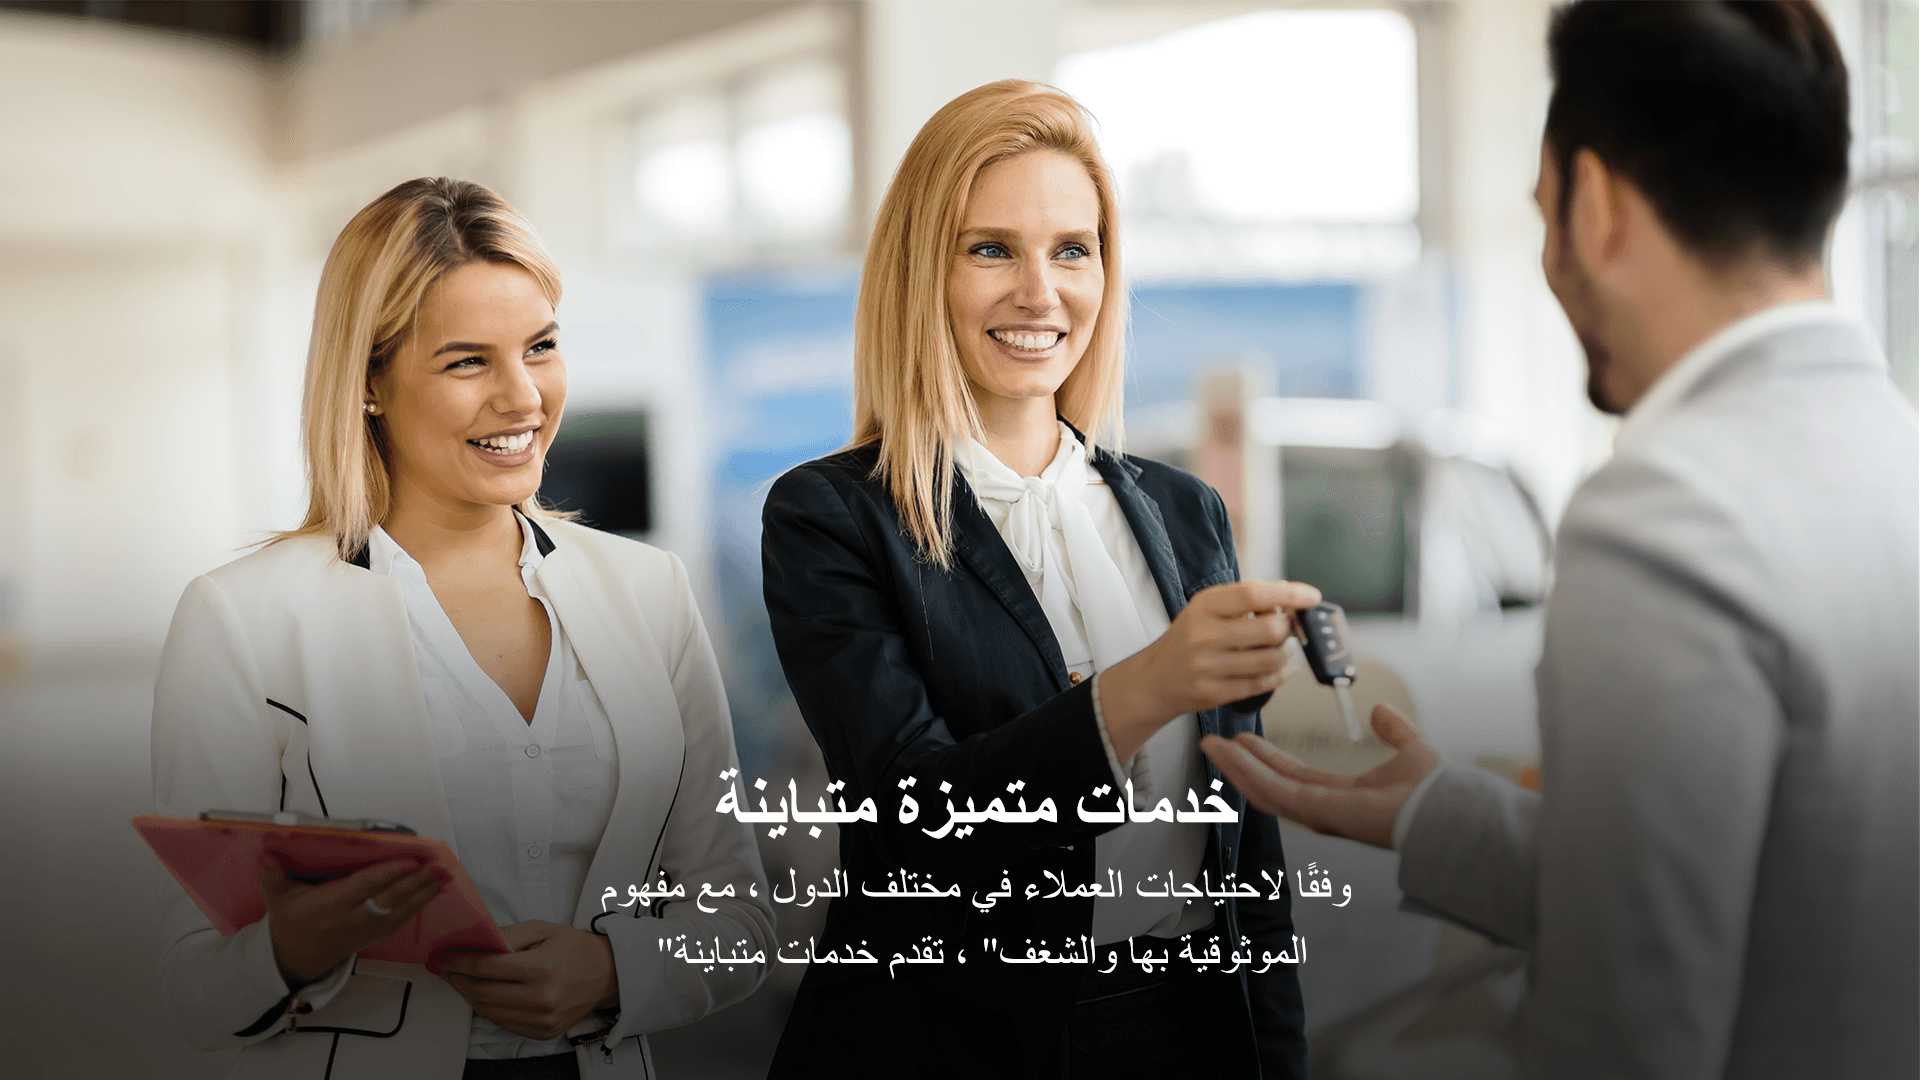 خدمات متميزة متباينة
وفقًا لاحتياجات العملاء في مختلف الدول ، مع مفهوم
الموثوقية بها والشغف" ، تقدم خدمات متباينة"